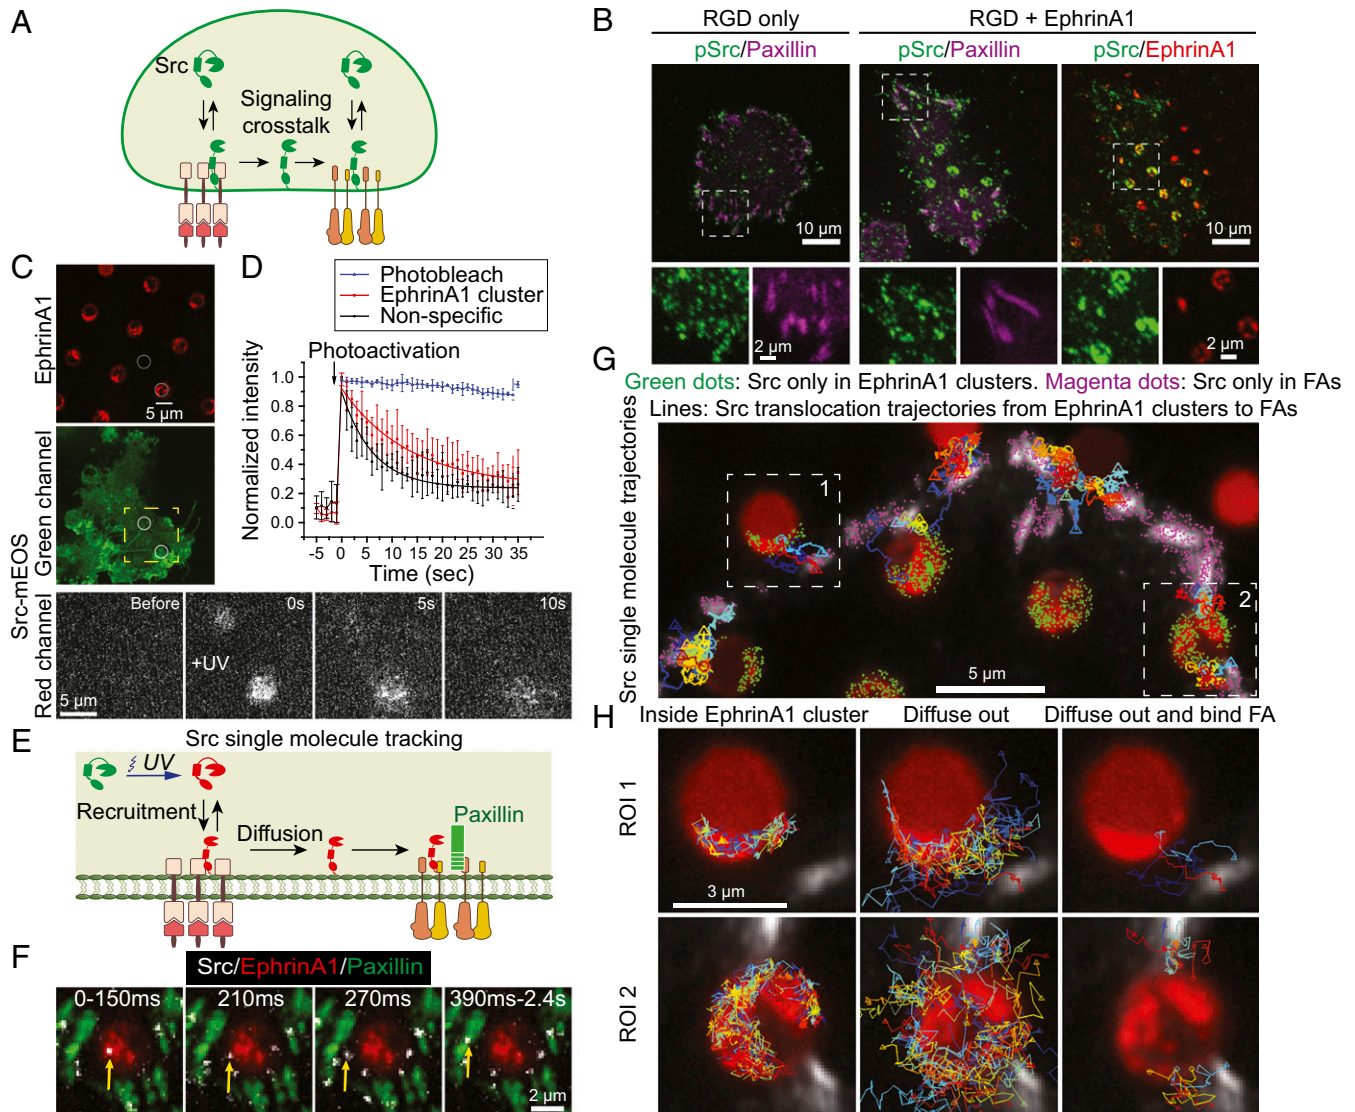 A
Src
Signaling
crosstalk
B
RGD only
RGD + EphrinA1
pSrc/Paxillin
pSrc/Paxillin
pSrc/EphrinA1
10 µm
10 µm
10 µm
2 µm
2 µm
C
EphrinA1
5 µm
Src-mEOS
Green channel
Red channel
Before
0s
5s
10s
+UV
5 µm
D
Photobleach
EphrinA1 cluster
Non-specific
Photoactivation
Normalized intensity
1.0
0.8
0.6
0.4
0.2
0.0
-5 0 5 10 15 20 25 30 35
Time (sec)
E
Src single molecule tracking
UV
Recruitment
Diffusion
Paxillin
F
Src/EphrinA1/Paxillin
0-150ms
210ms
270ms
390ms-2.4s
2 µm
G
Green dots: Src only in EphrinA1 clusters. Magenta dots: Src only in FAs
Lines: Src translocation trajectories from EphrinA1 clusters to FAs
Src single molecule trajectories
1
2
5 µm
H
Inside EphrinA1 cluster
Diffuse out
Diffuse out and bind FA
ROI 1
3 µm
ROI 2